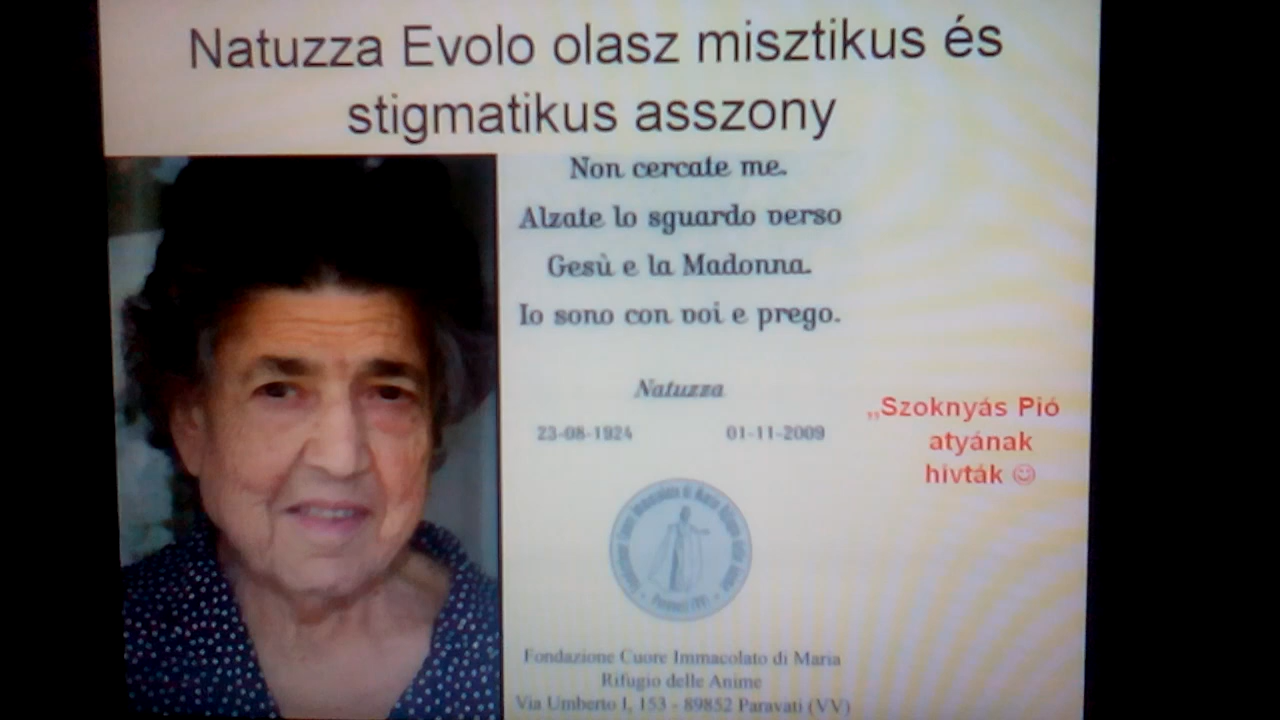 Natuzza Evolo olasz misztikus és
stigmatikus asszony
Non cercate me.
Alzate lo sguardo verso
Gesù e la Madonna.
Io sono con voi e prego.
Natuzza
23-08-1924 01-11-2009
„Szoknyás Pió
atyának
hívták ☺
Paravati (VV)
Fondazione Cuore Immacolato di Maria
Rifugio delle Anime
Via Umberto I, 153 - 89852 Paravati (VV)